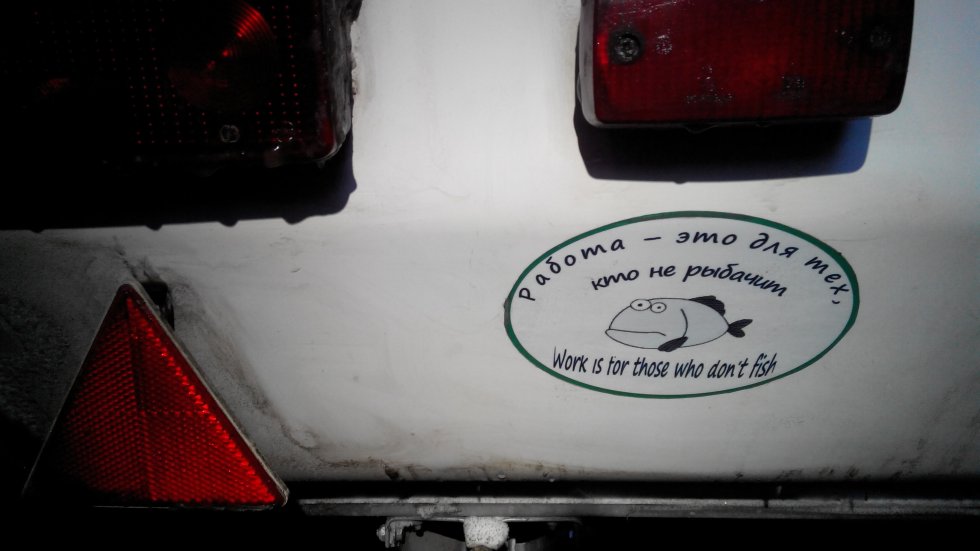 Работа – это для тех,
кто не рыбачит
Work is for those who don't fish